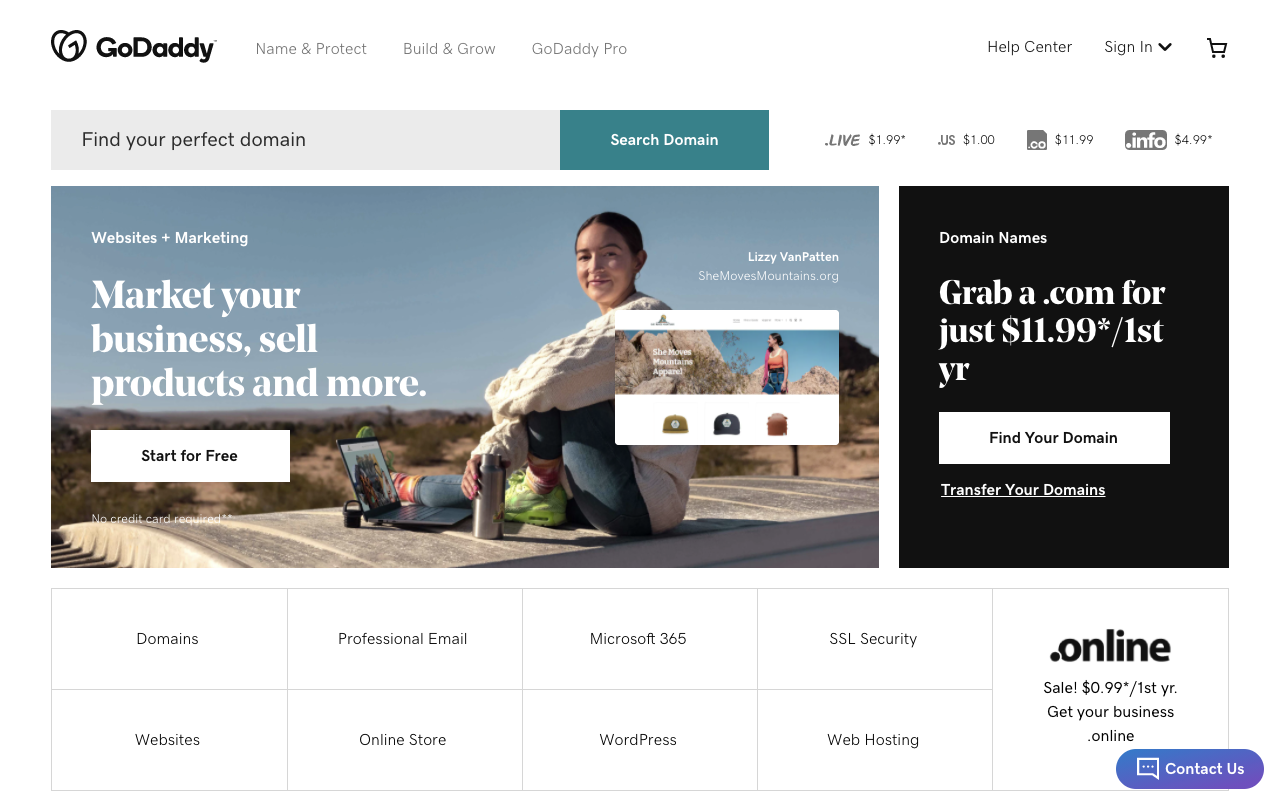 GoDaddy
Name & Protect
Build & Grow
GoDaddy Pro
Help Center
Sign In
Find your perfect domain
Search Domain
.LIVE $1.99*
.US $1.00
.co $11.99
.info $4.99*
Websites + Marketing
Market your
business, sell
products and more.
Start for Free
No credit card required**
Lizzy VanPatten
SheMovesMountains.org
She Moves
Mountains
Apparel
Domain Names
Grab a .com for
just $11.99*/1st
yr
Find Your Domain
Transfer Your Domains
Domains
Professional Email
Microsoft 365
SSL Security
Websites
Online Store
WordPress
Web Hosting
.online
Sale! $0.99*/1st yr.
Get your business
.online
Contact Us